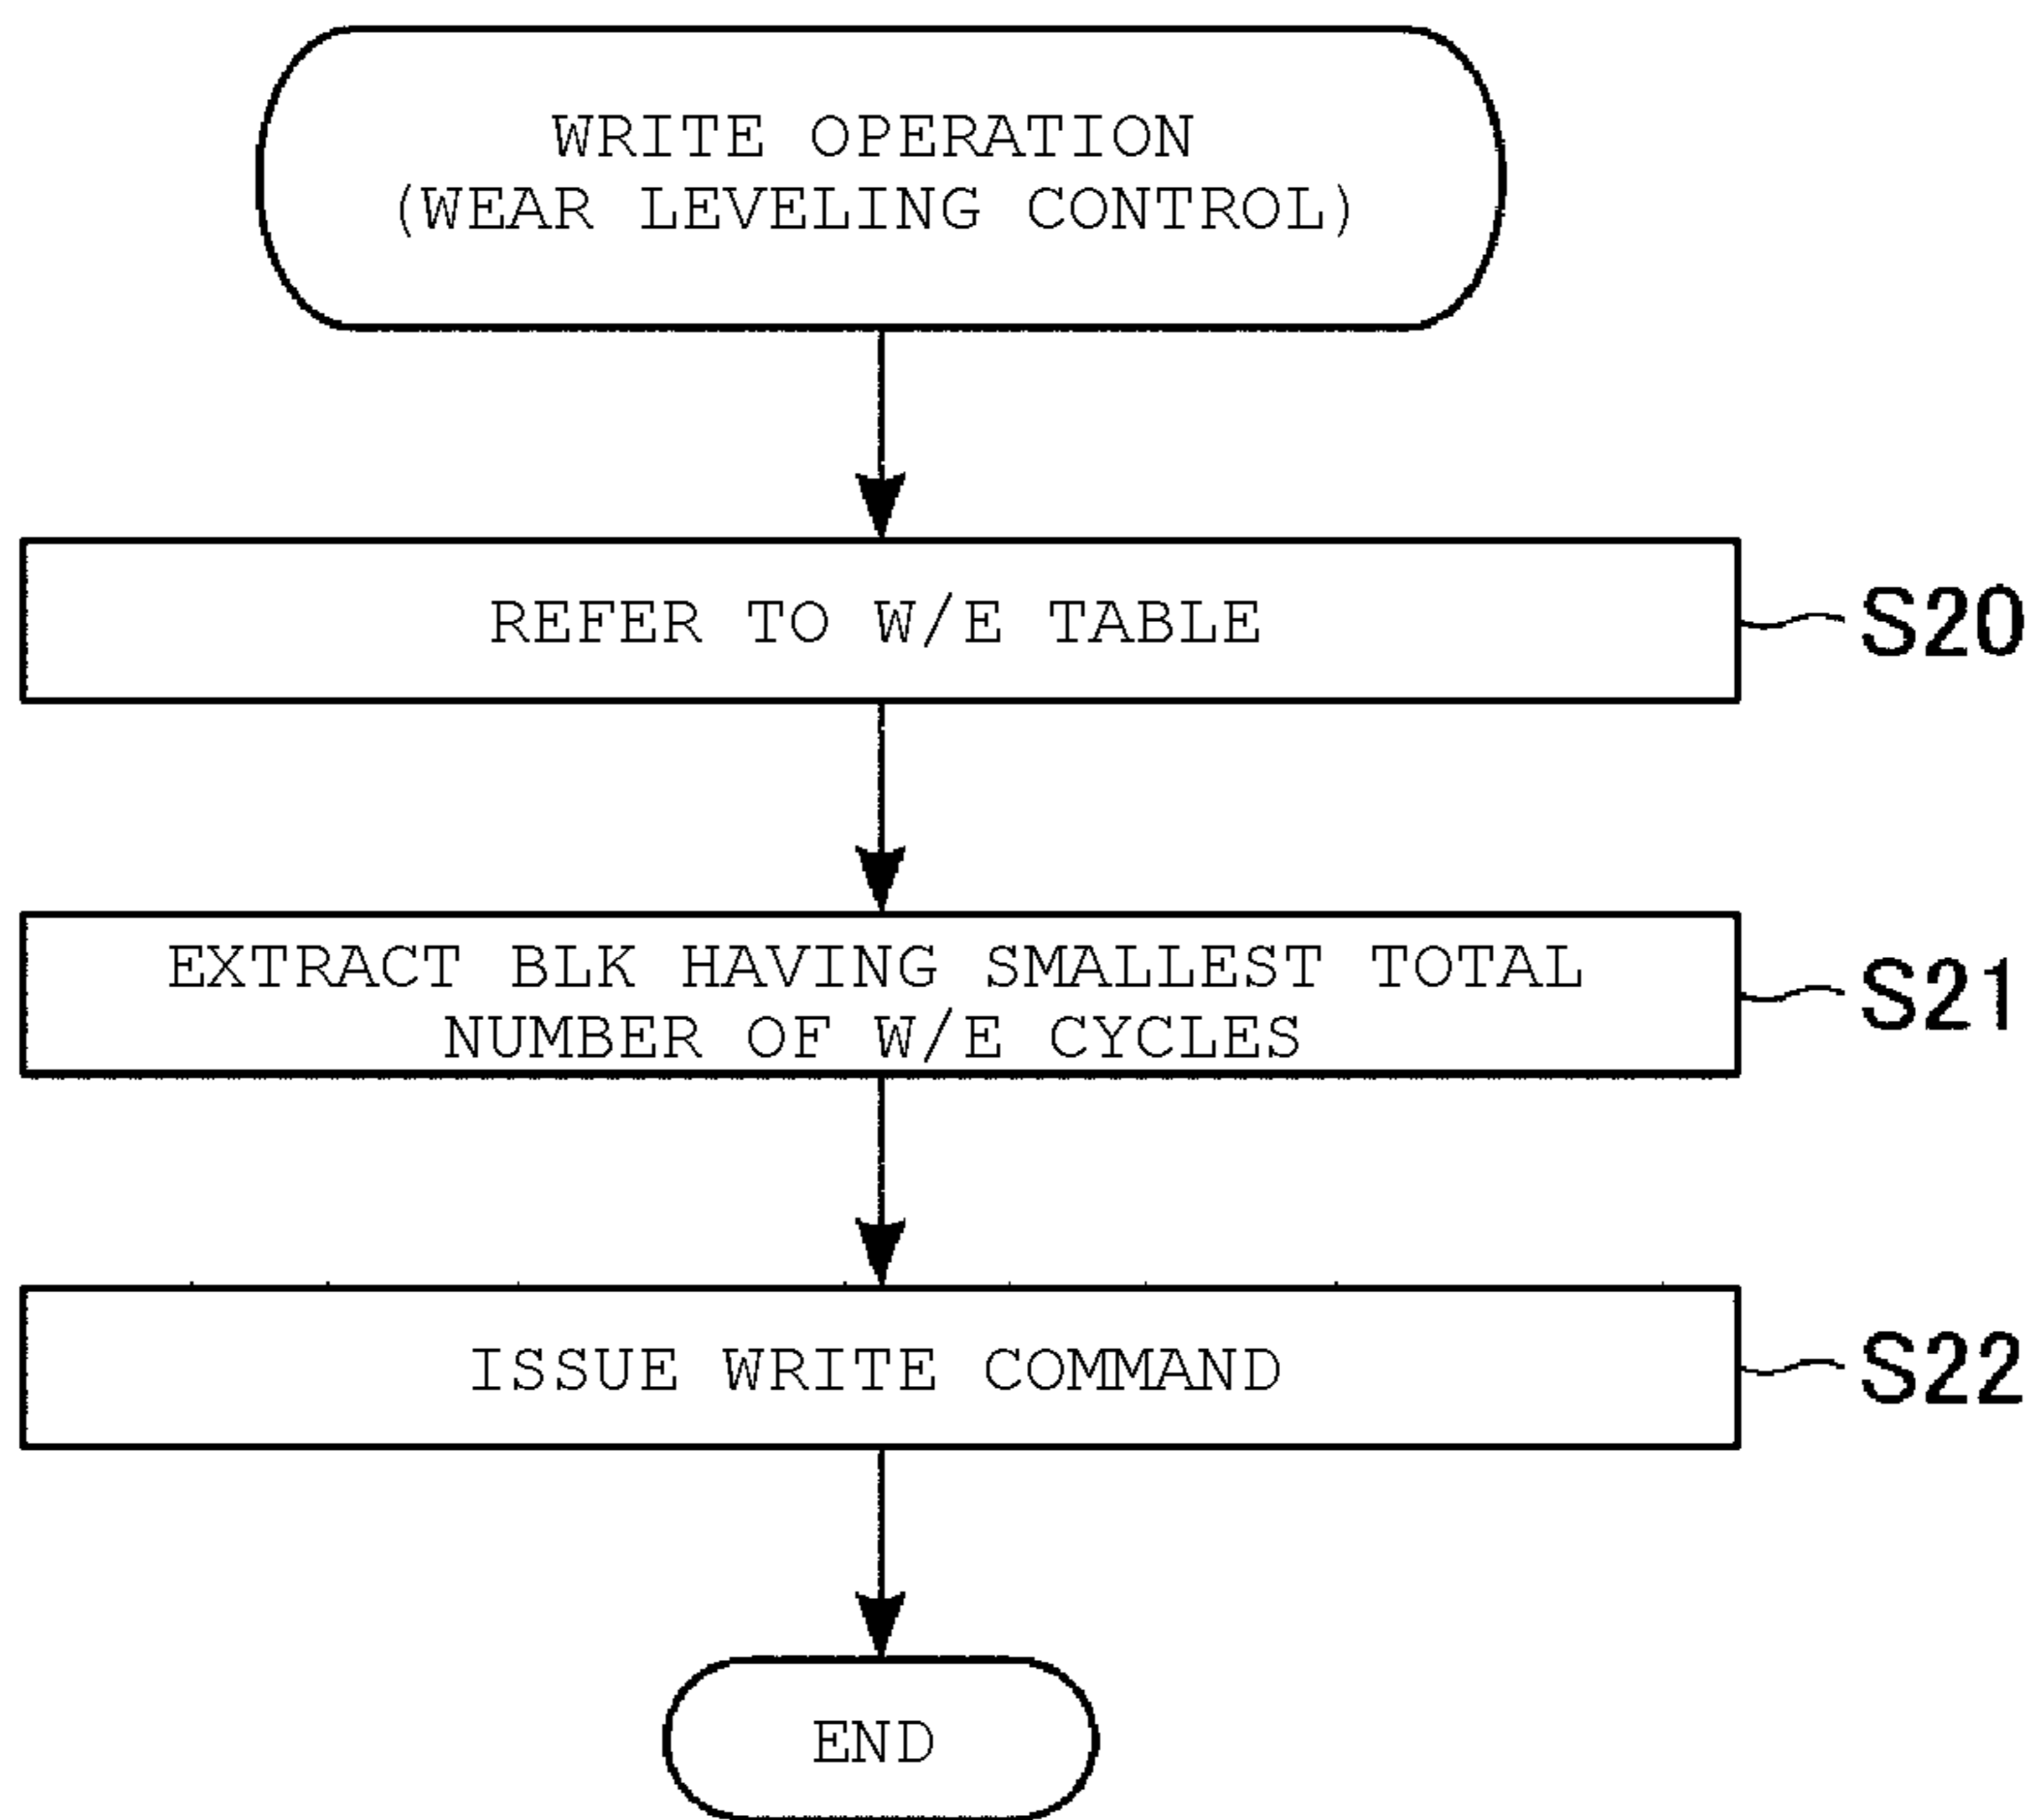 WRITE OPERATION
(WEAR LEVELING CONTROL)
REFER TO W/E TABLE
S20
EXTRACT BLK HAVING SMALLEST TOTAL
NUMBER OF W/E CYCLES
S21
ISSUE WRITE COMMAND
S22
END